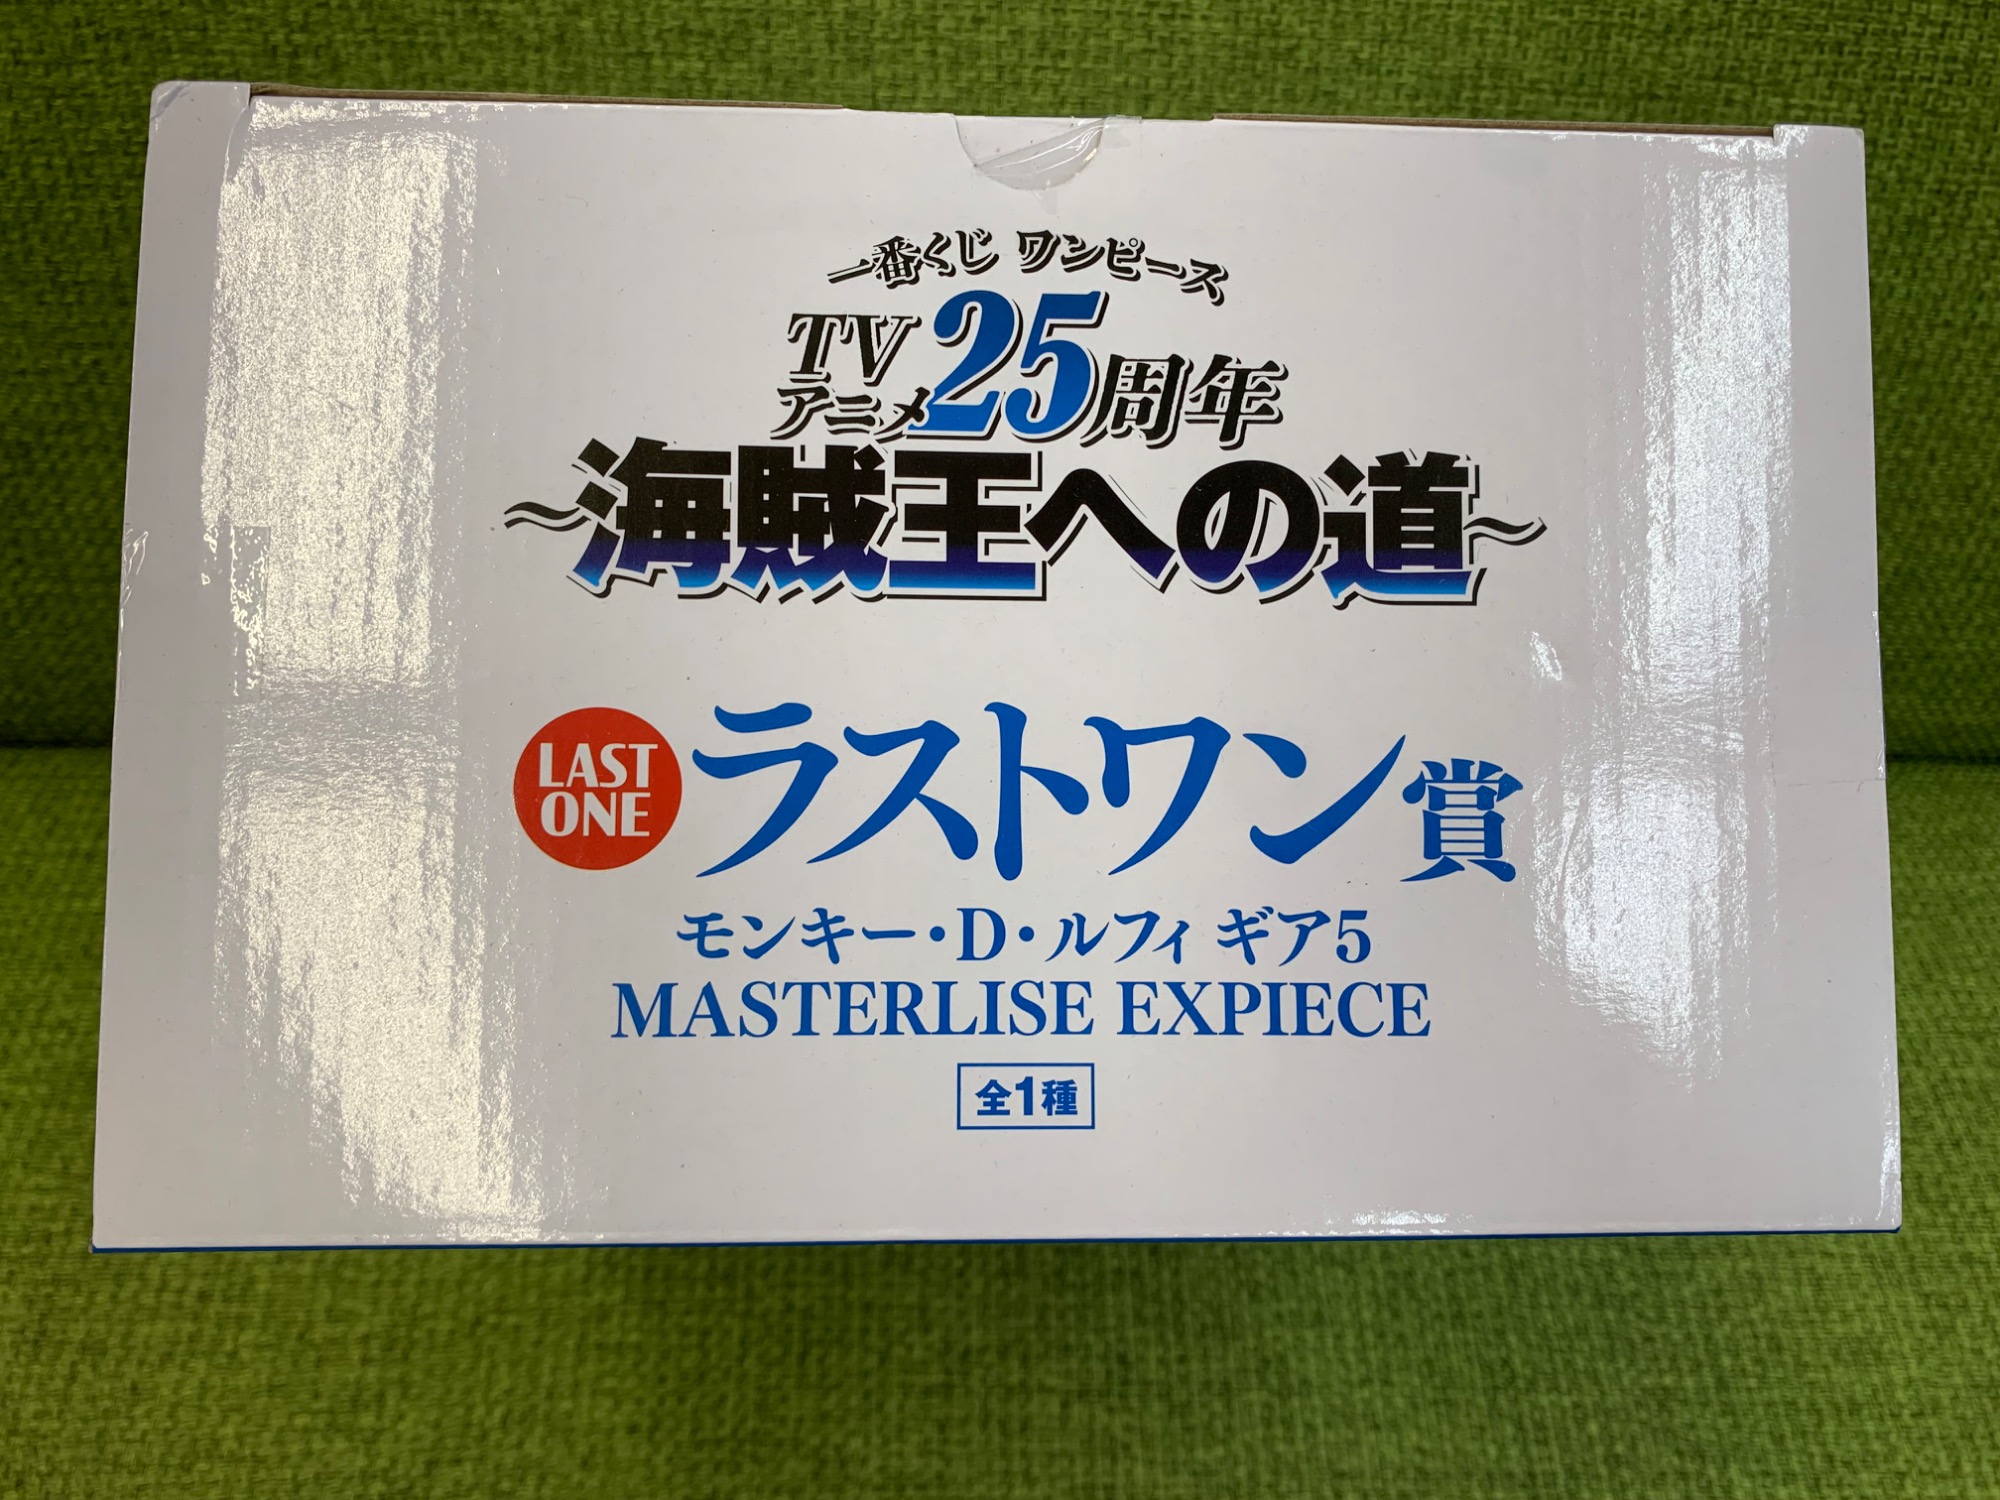 一番くじ ワンピース
TVアニメ25周年
~海賊王への道~
LAST ONE ラストワン賞
モンキー・D・ルフィ ギア5
MASTERLISE EXPIECE
全1種